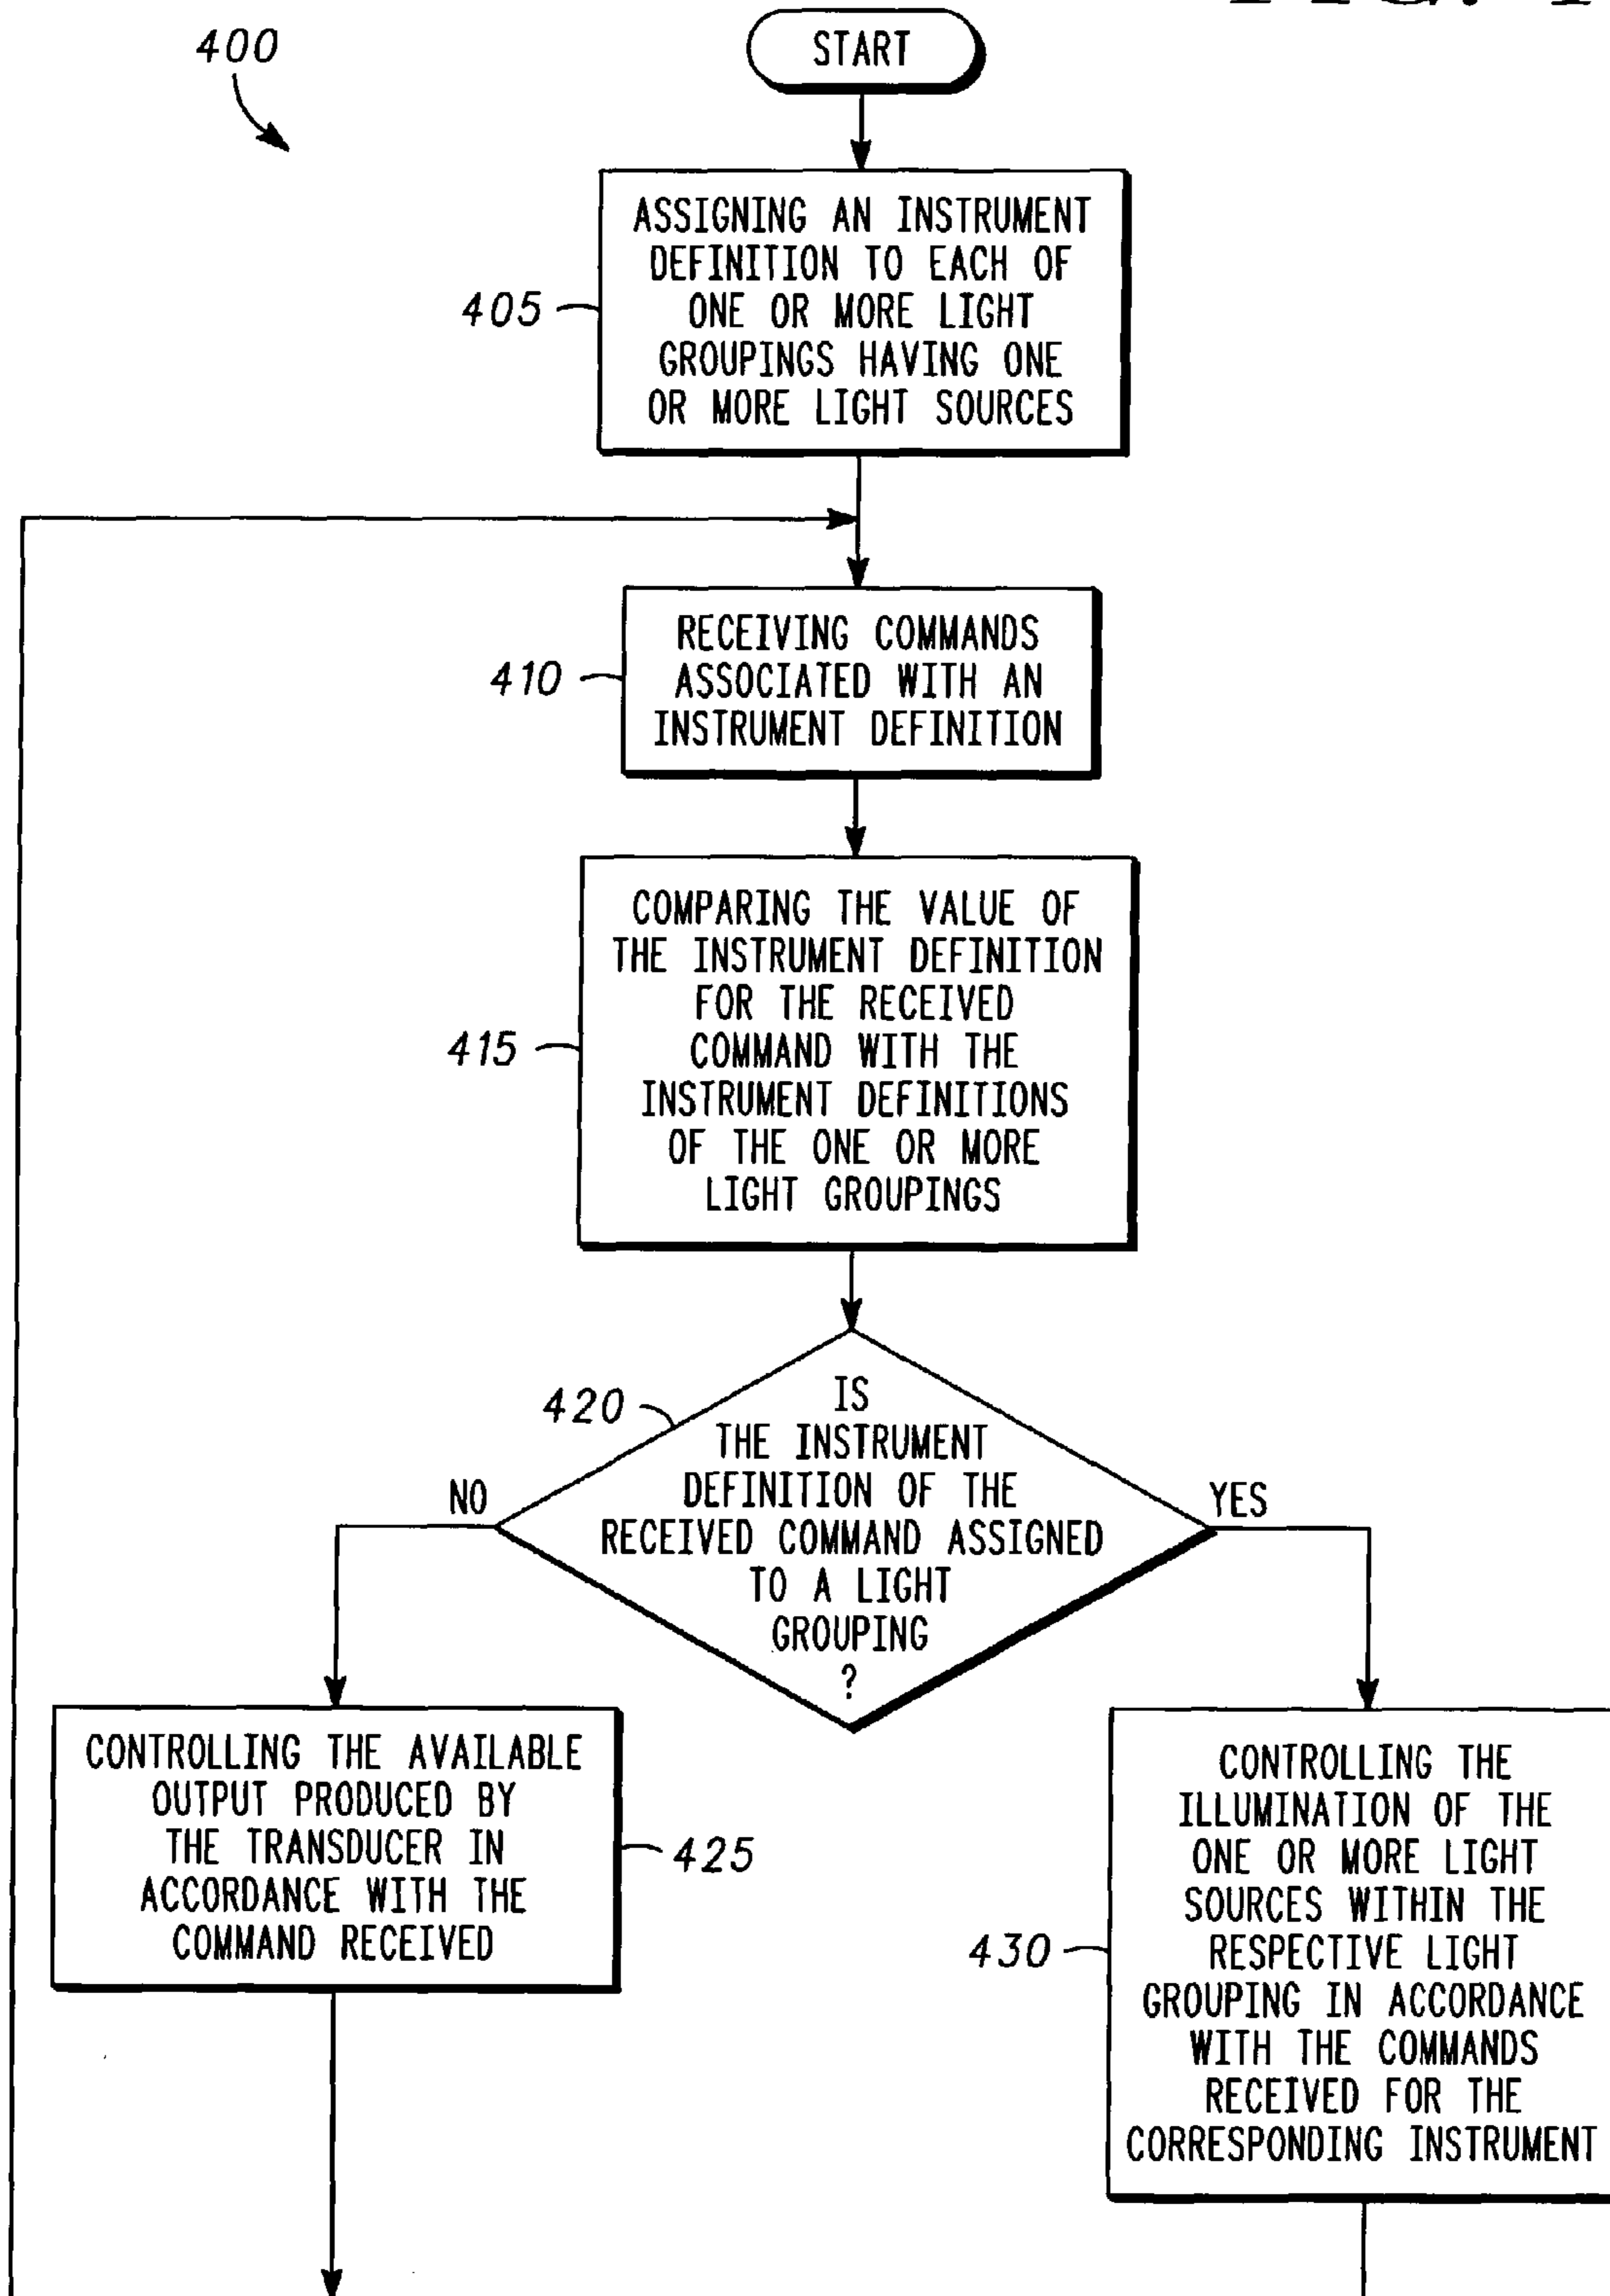 400
START
ASSIGNING AN INSTRUMENT
DEFINITION TO EACH OF
ONE OR MORE LIGHT
GROUPINGS HAVING ONE
OR MORE LIGHT SOURCES
405
RECEIVING COMMANDS
ASSOCIATED WITH AN
INSTRUMENT DEFINITION
410
COMPARING THE VALUE OF
THE INSTRUMENT DEFINITION
FOR THE RECEIVED
COMMAND WITH THE
INSTRUMENT DEFINITIONS
OF THE ONE OR MORE
LIGHT GROUPINGS
415
420
IS
THE INSTRUMENT
DEFINITION OF THE
RECEIVED COMMAND ASSIGNED
TO A LIGHT
GROUPING
?
NO
YES
CONTROLLING THE AVAILABLE
OUTPUT PRODUCED BY
THE TRANSDUCER IN
ACCORDANCE WITH THE
COMMAND RECEIVED
425
CONTROLLING THE
ILLUMINATION OF THE
ONE OR MORE LIGHT
SOURCES WITHIN THE
RESPECTIVE LIGHT
GROUPING IN ACCORDANCE
WITH THE COMMANDS
RECEIVED FOR THE
CORRESPONDING INSTRUMENT
430